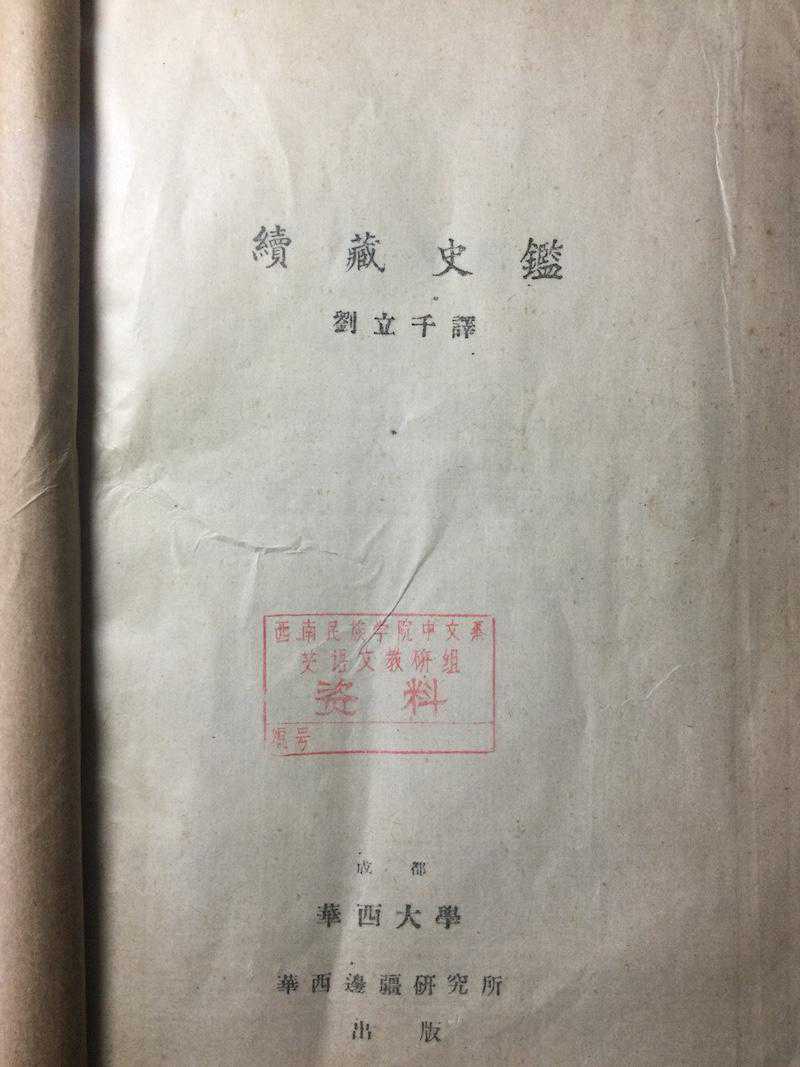 續藏史鑑
劉立千譯
西南民族学院中文系
汉语文教研组
资料
编号
成都
華西大學
華西邊疆研究所
出版